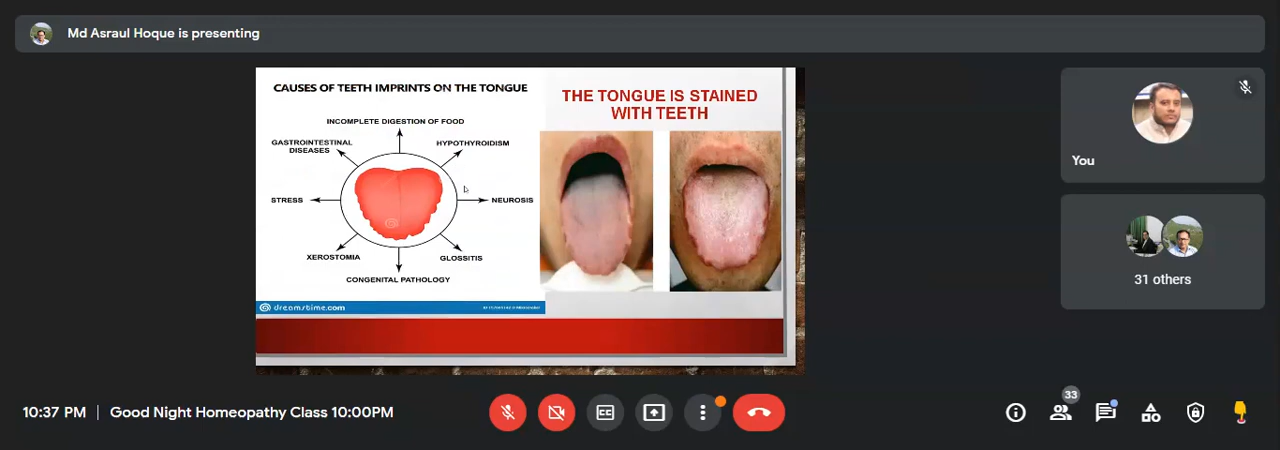 Md Asraul Hoque is presenting
CAUSES OF TEETH IMPRINTS ON THE TONGUE
INCOMPLETE DIGESTION OF FOOD
GASTROINTESTINAL
DISEASES
HYPOTHYROIDISM
STRESS
NEUROSIS
XEROSTOMIA
GLOSSITIS
CONGENITAL PATHOLOGY
dreamstime.com
THE TONGUE IS STAINED
WITH TEETH
You
31 others
10:37 PM | Good Night Homeopathy Class 10:00PM
CC
33